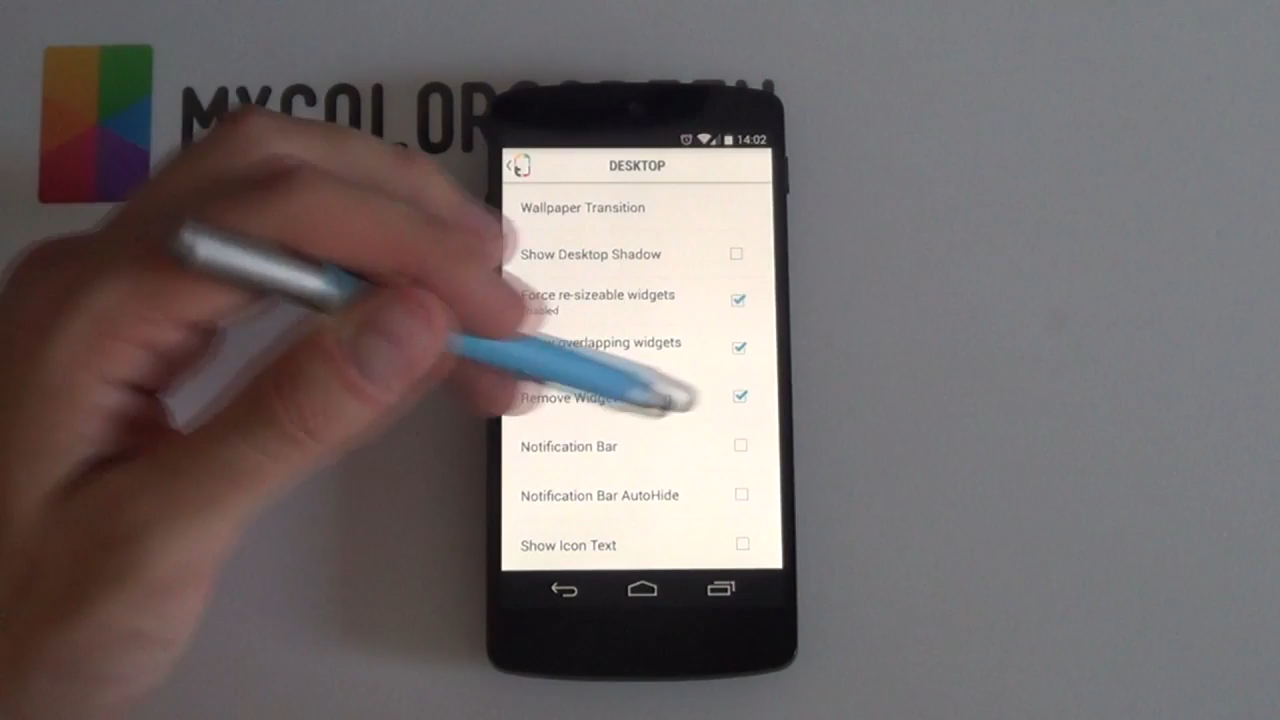 14:02
DESKTOP
Wallpaper Transition
Show Desktop Shadow
Force re-sizeable widgets
overlapping widgets
Remove
Notification Bar
Notification Bar AutoHide
Show Icon Text